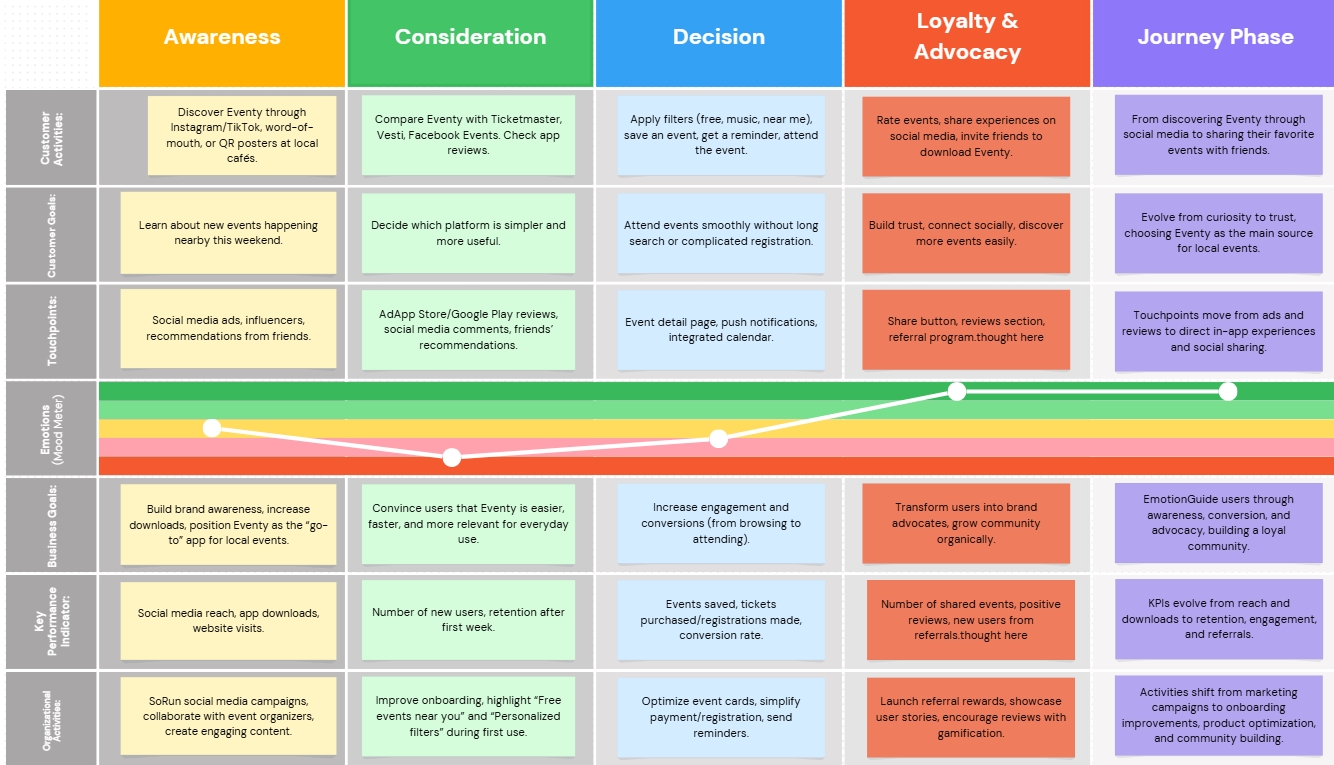 Awareness
Consideration
Decision
Loyalty &
Advocacy
Journey Phase
Customer
Activities:
Discover Eventy through
Instagram/TikTok, word-of-
mouth, or QR posters at local
cafés.
Compare Eventy with Ticketmaster,
Vesti, Facebook Events. Check app
reviews.
Apply filters (free, music, near me),
save an event, get a reminder, attend
the event.
Rate events, share experiences on
social media, invite friends to
download Eventy.
From discovering Eventy through
social media to sharing their favorite
events with friends.
Customer Goals:
Learn about new events happening
nearby this weekend.
Decide which platform is simpler and
more useful.
Attend events smoothly without long
search or complicated registration.
Build trust, connect socially, discover
more events easily.
Evolve from curiosity to trust,
choosing Eventy as the main source
for local events.
Touchpoints:
Social media ads, influencers,
recommendations from friends.
AdApp Store/Google Play reviews,
social media comments, friends’
recommendations.
Event detail page, push notifications,
integrated calendar.
Share button, reviews section,
referral program.thought here
Touchpoints move from ads and
reviews to direct in-app experiences
and social sharing.
Emotions
(Mood Meter)
Business Goals:
Build brand awareness, increase
downloads, position Eventy as the “go-
to” app for local events.
Convince users that Eventy is easier,
faster, and more relevant for everyday
use.
Increase engagement and
conversions (from browsing to
attending).
Transform users into brand
advocates, grow community
organically.
EmotionGuide users through
awareness, conversion, and
advocacy, building a loyal
community.
Key
Performance
Indicator:
Social media reach, app downloads,
website visits.
Number of new users, retention after
first week.
Events saved, tickets
purchased/registrations made,
conversion rate.
Number of shared events, positive
reviews, new users from
referrals.thought here
KPIs evolve from reach and
downloads to retention, engagement,
and referrals.
Organizational
Activities:
SoRun social media campaigns,
collaborate with event organizers,
create engaging content.
Improve onboarding, highlight “Free
events near you” and “Personalized
filters” during first use.
Optimize event cards, simplify
payment/registration, send
reminders.
Launch referral rewards, showcase
user stories, encourage reviews with
gamification.
Activities shift from marketing
campaigns to onboarding
improvements, product optimization,
and community building.